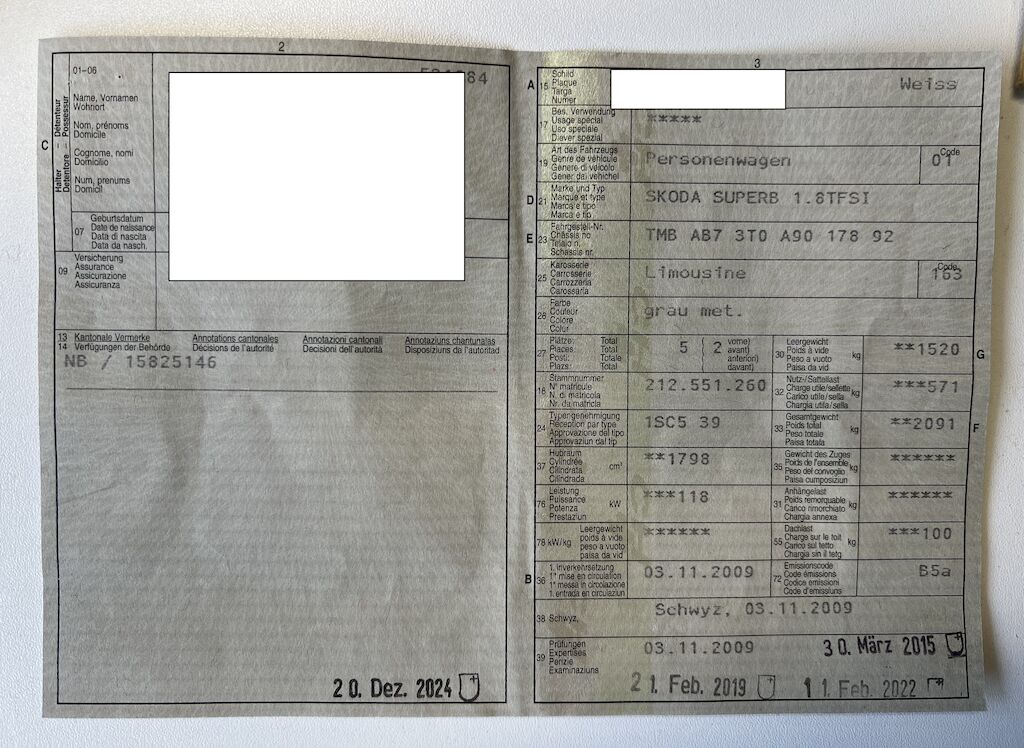 2
01-06
84
Halter – Détenteur
Detentore – Possessur
C
Name, Vornamen
Wohnort
Nom, prénoms
Domicile
Cognome, nomi
Domicilio
Num, prenums
Domicil
07
Geburtsdatum
Date de naissance
Data di nascita
Data da nasch.
09
Versicherung
Assurance
Assicurazione
Assicuranza
13 Kantonale Vermerke Annotations cantonales Annotazioni cantonali Annotaziuns chantunalas
14 Verfügungen der Behörde Décisions de l'autorité Decisioni dell'autorità Disposiziuns da l'autoritad
NB / 15825146
20. Dez. 2024
3
A 15 Schild
Plaque
Targa
Numer
Weiss
17 Bes. Verwendung
Usage spécial
Uso speciale
Diever spezial
*****
19 Art des Fahrzeugs
Genre de véhicule
Genere di veicolo
Gener dal vehichel
Personenwagen
Code
01
D 21 Marke und Typ
Marque et type
Marca e tipo
Marca e tip
SKODA SUPERB 1.8TFSI
E 23 Fahrgestell-Nr.
Châssis no
Telaio n.
Schassis nr.
TMB AB7 3T0 A90 178 92
25 Karosserie
Carrosserie
Carrozzeria
Carossaria
Limousine
Code
163
26 Farbe
Couleur
Colore
Colur
grau met.
27 Plätze: Total
Places: Total
Posti: Totale
Plazs: Total
5 ( 2 vorne)
avant)
anteriori)
davant)
30 Leergewicht
Poids à vide
Peso a vuoto
Paisa da vid
kg
**1520
G
18 Stammnummer
N° matricule
N. di matricola
Nr. da matricla
212.551.260
32 Nutz-/Sattellast
Charge utile/sellette
Carico utile/sella
Chargia utila/sella
kg
***571
24 Typengenehmigung
Réception par type
Approvazione del tipo
Approvaziun dal tip
1SC5 39
33 Gesamtgewicht
Poids total
Peso totale
Paisa totala
kg
**2091
F
37 Hubraum
Cylindrée
Cilindrata
Cilindrada
cm³
**1798
35 Gewicht des Zuges
Poids de l'ensemble
Peso del convoglio
Paisa cumposiziun
kg
******
76 Leistung
Puissance
Potenza
Prestaziun
kW
***118
31 Anhängelast
Poids remorquable
Carico rimorchiato
Chargia annexa
kg
******
78 kW/kg Leergewicht
poids à vide
peso a vuoto
paisa da vid
******
55 Dachlast
Charge sur le toit
Carico sul tetto
Chargia sin il tetg
kg
***100
B 36 1. Inverkehrsetzung
1re mise en circulation
1a messa in circolazione
1. entrada en circulaziun
03.11.2009
72 Emissionscode
Code émissions
Codice emissioni
Code d'emissiuns
B5a
38 Schwyz,
Schwyz, 03.11.2009
39 Prüfungen
Expertises
Perizie
Examinaziuns
03.11.2009
30. März 2015
21. Feb. 2019
11. Feb. 2022